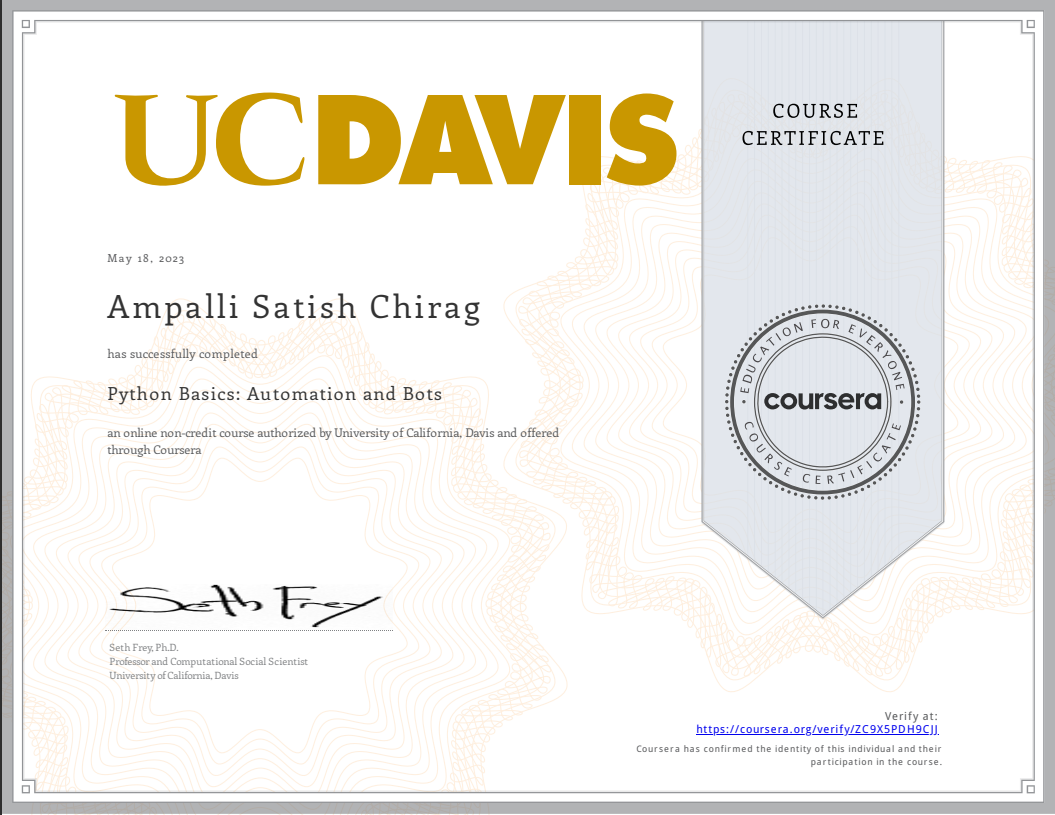 UCDAVIS
COURSE
CERTIFICATE
May 18, 2023
Ampalli Satish Chirag
has successfully completed
Python Basics: Automation and Bots
an online non-credit course authorized by University of California, Davis and offered
through Coursera
EDUCATION FOR EVERYONE
coursera
COURSE CERTIFICATE
Seth Frey
Seth Frey, Ph.D.
Professor and Computational Social Scientist
University of California, Davis
Verify at:
https://coursera.org/verify/ZC9X5PDH9CJJ
Coursera has confirmed the identity of this individual and their
participation in the course.